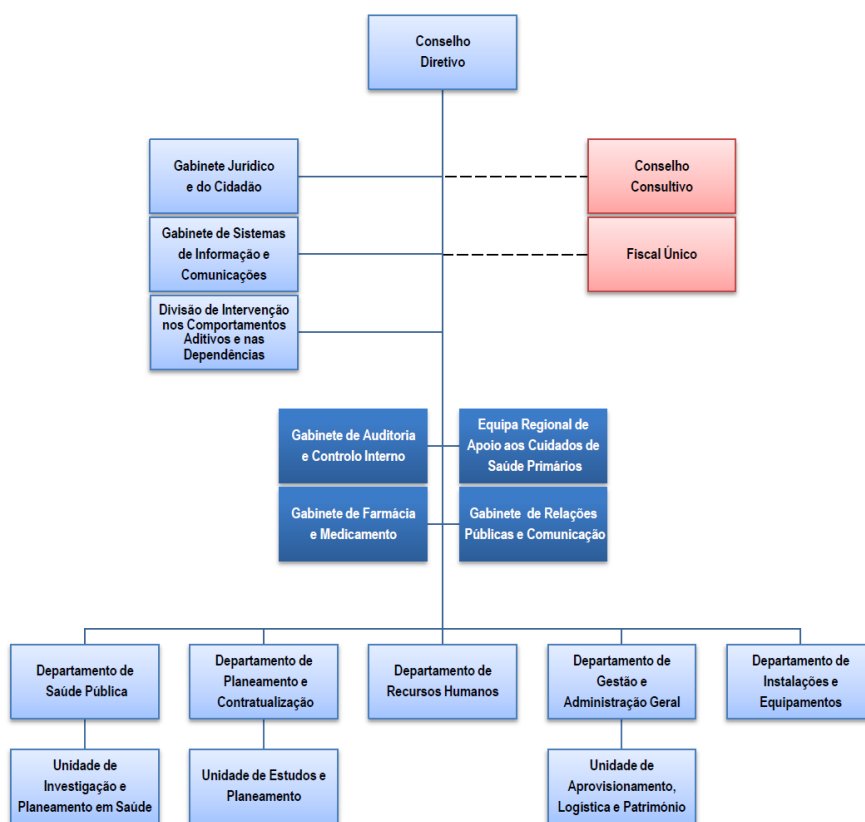 Conselho
Diretivo
Gabinete Jurídico
e do Cidadão
Conselho
Consultivo
Gabinete de Sistemas
de Informação e
Comunicações
Fiscal Único
Divisão de Intervenção
nos Comportamentos
Aditivos e nas
Dependências
Gabinete de Auditoria
e Controlo Interno
Equipa Regional de
Apoio aos Cuidados de
Saúde Primários
Gabinete de Farmácia
e Medicamento
Gabinete de Relações
Públicas e Comunicação
Departamento de
Saúde Pública
Departamento de
Planeamento e
Contratualização
Departamento de
Recursos Humanos
Departamento de
Gestão e
Administração Geral
Departamento de
Instalações e
Equipamentos
Unidade de
Investigação e
Planeamento em Saúde
Unidade de Estudos e
Planeamento
Unidade de
Aprovisionamento,
Logística e Património